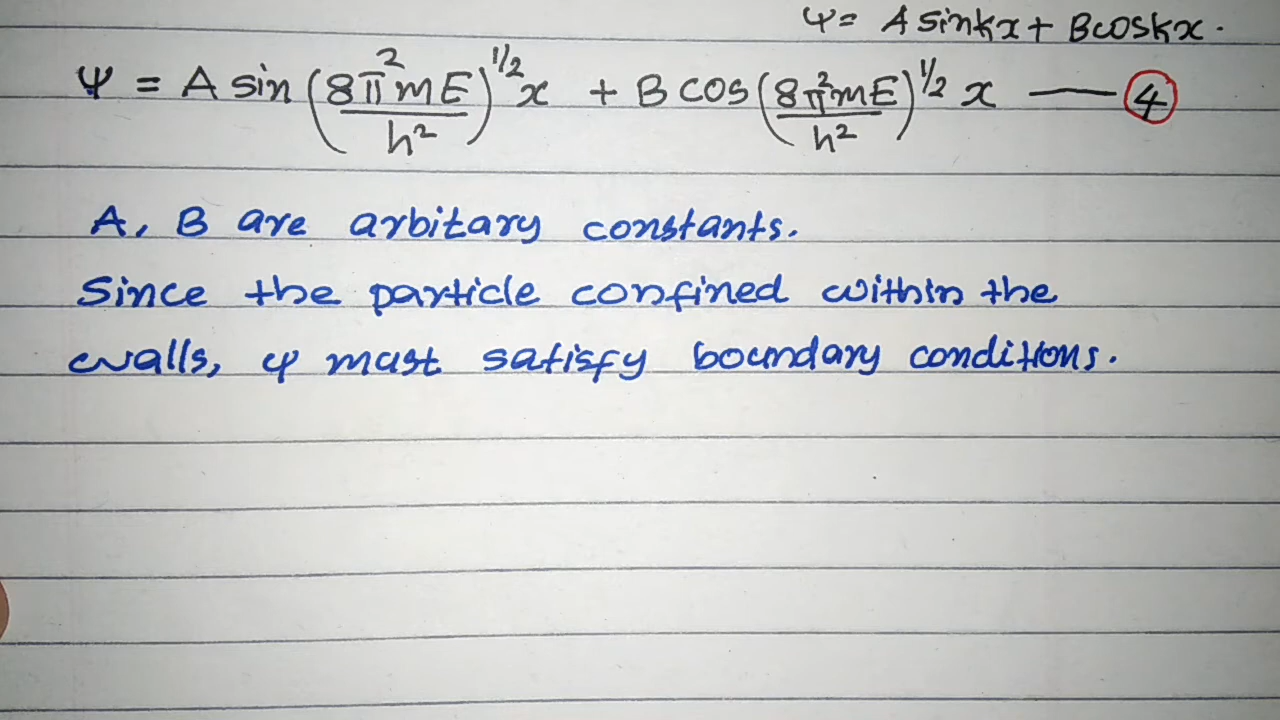 Ψ = A sinkx + B coskx.
Ψ = A sin (8π²mE/h²)^1/2 x + B cos (8π²mE/h²)^1/2 x —— ④
A, B are arbitary constants.
Since the particle confined within the
walls, Ψ must satisfy boundary conditions.